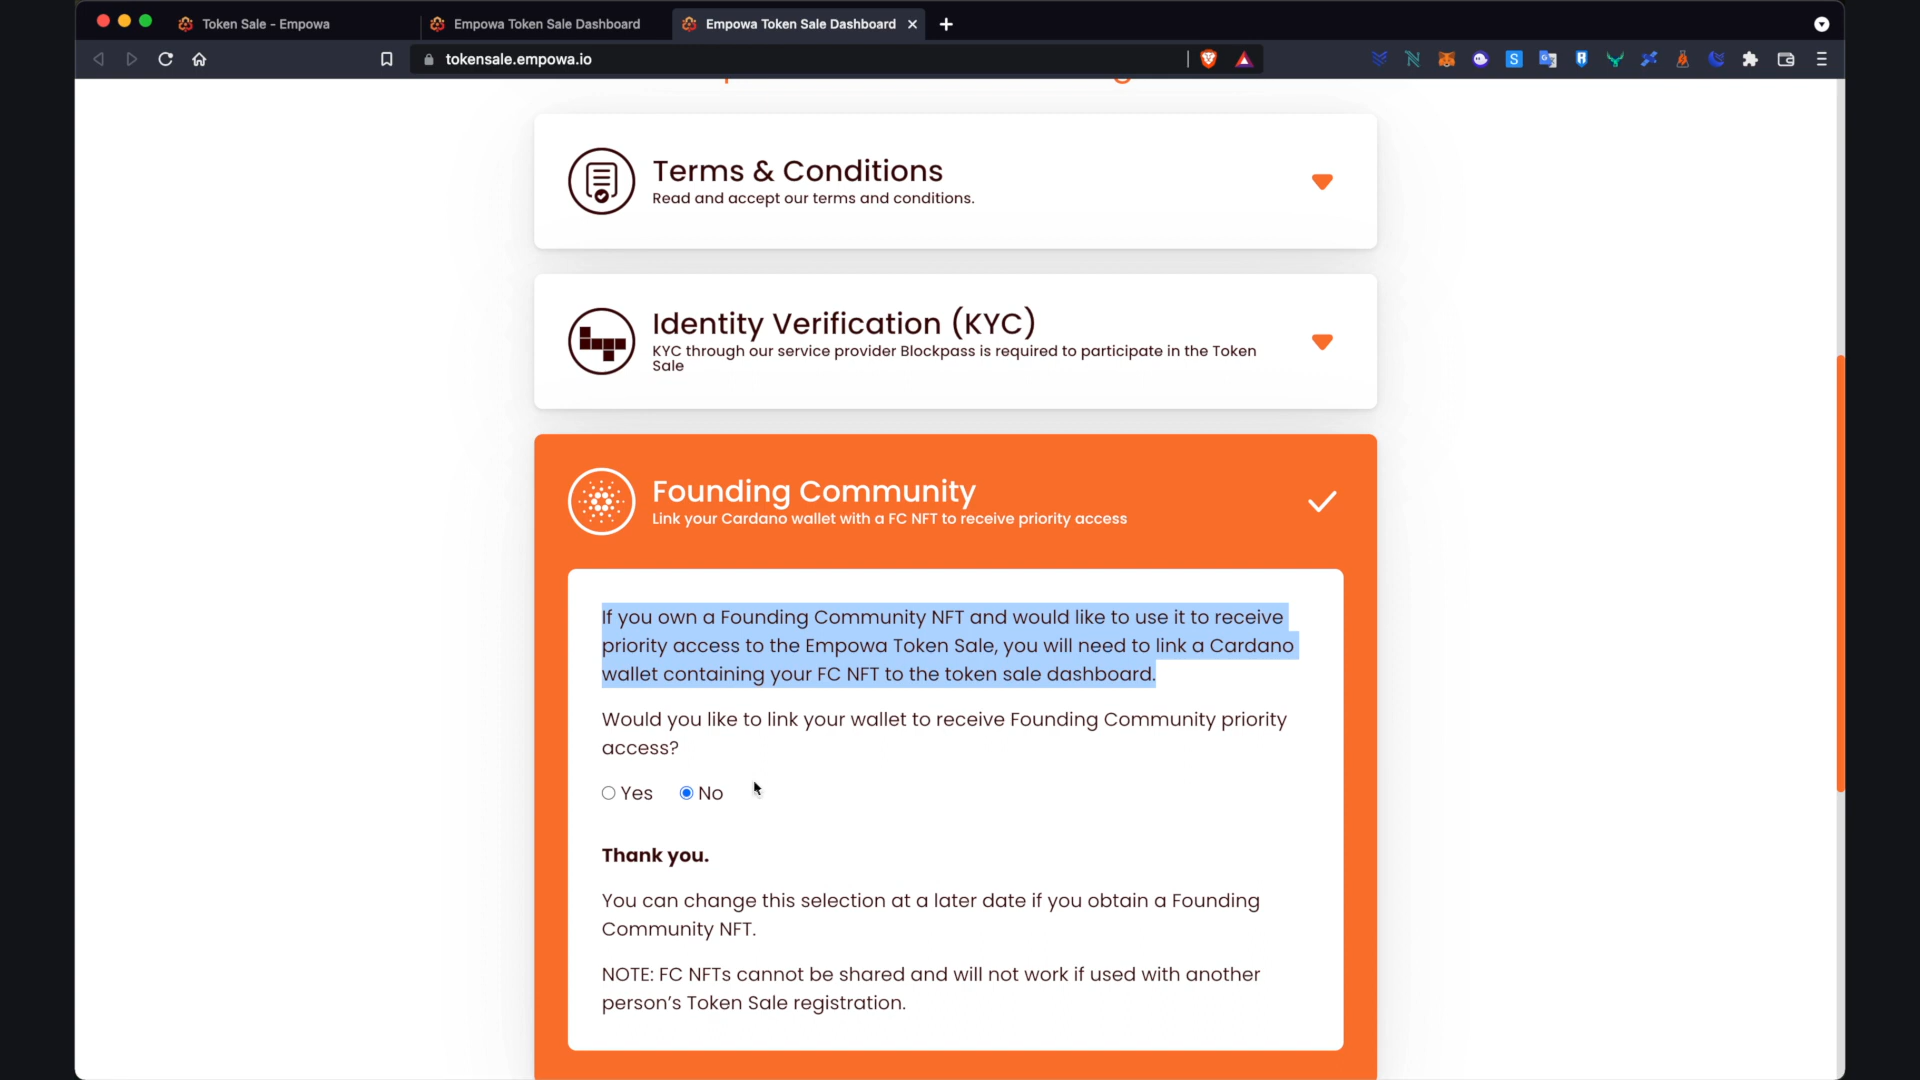 Token Sale - Empowa
Empowa Token Sale Dashboard
Empowa Token Sale Dashboard
tokensale.empowa.io
Terms & Conditions
Read and accept our terms and conditions.
Identity Verification (KYC)
KYC through our service provider Blockpass is required to participate in the Token
Sale
Founding Community
Link your Cardano wallet with a FC NFT to receive priority access
If you own a Founding Community NFT and would like to use it to receive
priority access to the Empowa Token Sale, you will need to link a Cardano
wallet containing your FC NFT to the token sale dashboard.
Would you like to link your wallet to receive Founding Community priority
access?
Yes No
Thank you.
You can change this selection at a later date if you obtain a Founding
Community NFT.
NOTE: FC NFTs cannot be shared and will not work if used with another
person's Token Sale registration.